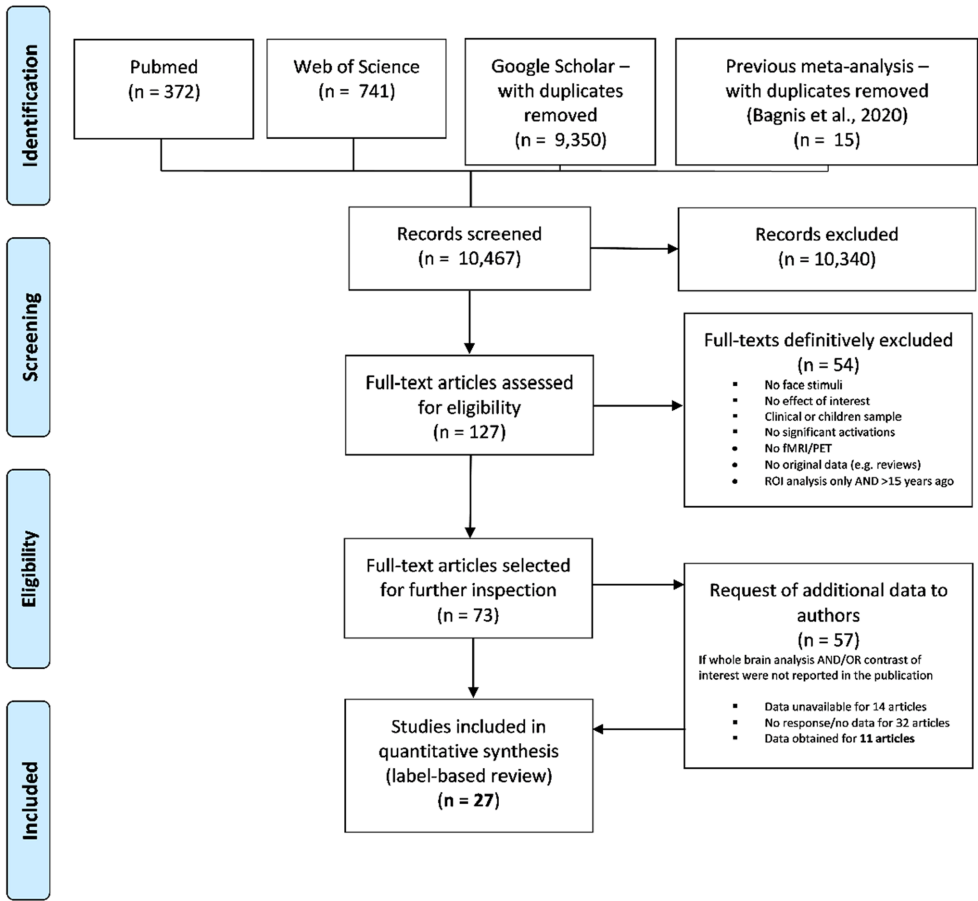 Identification
Pubmed
(n = 372)
Web of Science
(n = 741)
Google Scholar –
with duplicates
removed
(n = 9,350)
Previous meta-analysis –
with duplicates removed
(Bagnis et al., 2020)
(n = 15)
Screening
Records screened
(n = 10,467)
Records excluded
(n = 10,340)
Full-text articles assessed
for eligibility
(n = 127)
Full-texts definitively excluded
(n = 54)
▪ No face stimuli
▪ No effect of interest
▪ Clinical or children sample
▪ No significant activations
• No fMRI/PET
• No original data (e.g. reviews)
• ROI analysis only AND >15 years ago
Eligibility
Full-text articles selected
for further inspection
(n = 73)
Request of additional data to
authors
(n = 57)
If whole brain analysis AND/OR contrast of
interest were not reported in the publication
▪ Data unavailable for 14 articles
▪ No response/no data for 32 articles
▪ Data obtained for 11 articles
Included
Studies included in
quantitative synthesis
(label-based review)
(n = 27)